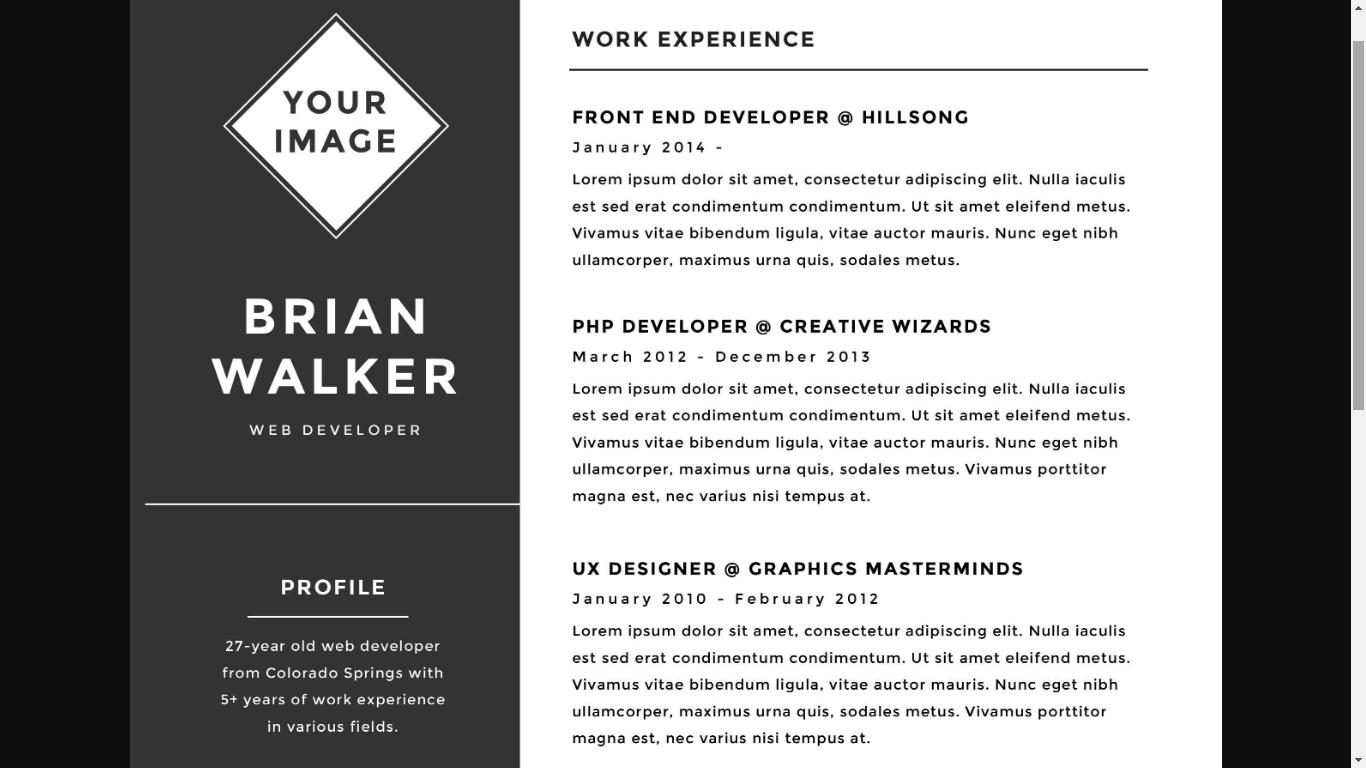 YOUR
IMAGE
BRIAN
WALKER
WEB DEVELOPER
PROFILE
27-year old web developer
from Colorado Springs with
5+ years of work experience
in various fields.
WORK EXPERIENCE
FRONT END DEVELOPER @ HILLSONG
January 2014 -
Lorem ipsum dolor sit amet, consectetur adipiscing elit. Nulla iaculis
est sed erat condimentum condimentum. Ut sit amet eleifend metus.
Vivamus vitae bibendum ligula, vitae auctor mauris. Nunc eget nibh
ullamcorper, maximus urna quis, sodales metus.
PHP DEVELOPER @ CREATIVE WIZARDS
March 2012 - December 2013
Lorem ipsum dolor sit amet, consectetur adipiscing elit. Nulla iaculis
est sed erat condimentum condimentum. Ut sit amet eleifend metus.
Vivamus vitae bibendum ligula, vitae auctor mauris. Nunc eget nibh
ullamcorper, maximus urna quis, sodales metus. Vivamus porttitor
magna est, nec varius nisi tempus at.
UX DESIGNER @ GRAPHICS MASTERMINDS
January 2010 - February 2012
Lorem ipsum dolor sit amet, consectetur adipiscing elit. Nulla iaculis
est sed erat condimentum condimentum. Ut sit amet eleifend metus.
Vivamus vitae bibendum ligula, vitae auctor mauris. Nunc eget nibh
ullamcorper, maximus urna quis, sodales metus. Vivamus porttitor
magna est, nec varius nisi tempus at.